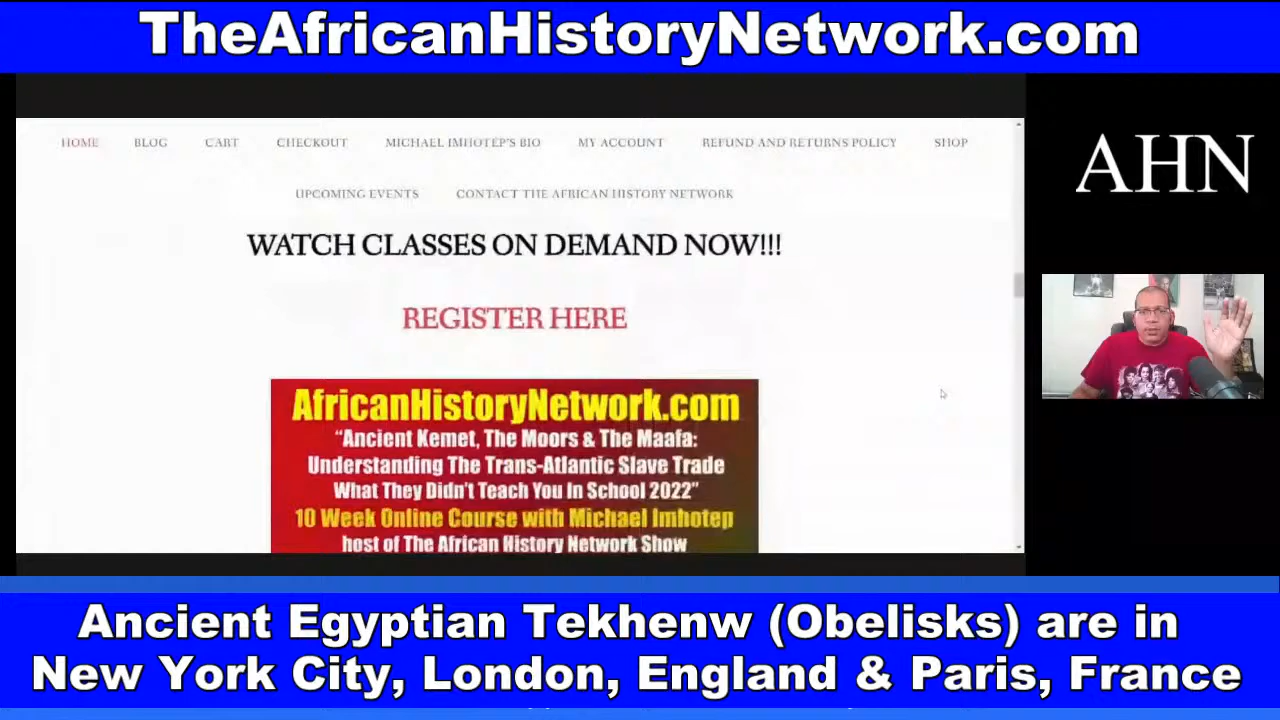 TheAfricanHistoryNetwork.com
HOME BLOG CART CHECKOUT MICHAEL IMHOTEP'S BIO MY ACCOUNT REFUND AND RETURNS POLICY SHOP
UPCOMING EVENTS CONTACT THE AFRICAN HISTORY NETWORK
WATCH CLASSES ON DEMAND NOW!!!
REGISTER HERE
AfricanHistoryNetwork.com
“Ancient Kemet, The Moors & The Maafa:
Understanding The Trans-Atlantic Slave Trade
What They Didn't Teach You In School 2022”
10 Week Online Course with Michael Imhotep
host of The African History Network Show
AHN
Ancient Egyptian Tekhenw (Obelisks) are in
New York City, London, England & Paris, France